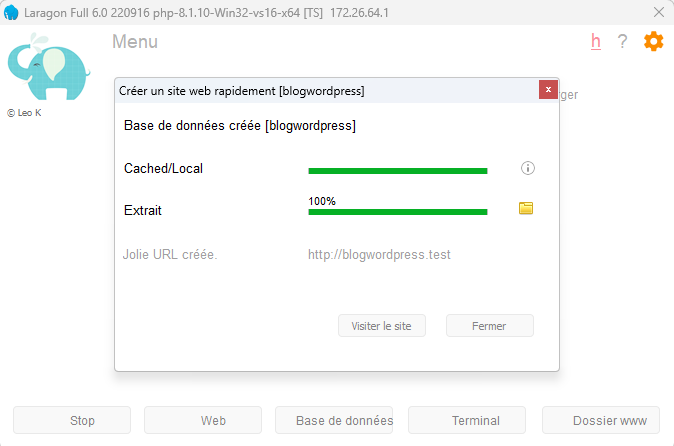 Laragon Full 6.0 220916 php-8.1.10-Win32-vs16-x64 [TS] 172.26.64.1
Menu
h ?
© Leo K
ger
Créer un site web rapidement [blogwordpress]
x
Base de données créée [blogwordpress]
Cached/Local
100%
Extrait
Jolie URL créée. http://blogwordpress.test
Visiter le site Fermer
Stop Web Base de données Terminal Dossier www